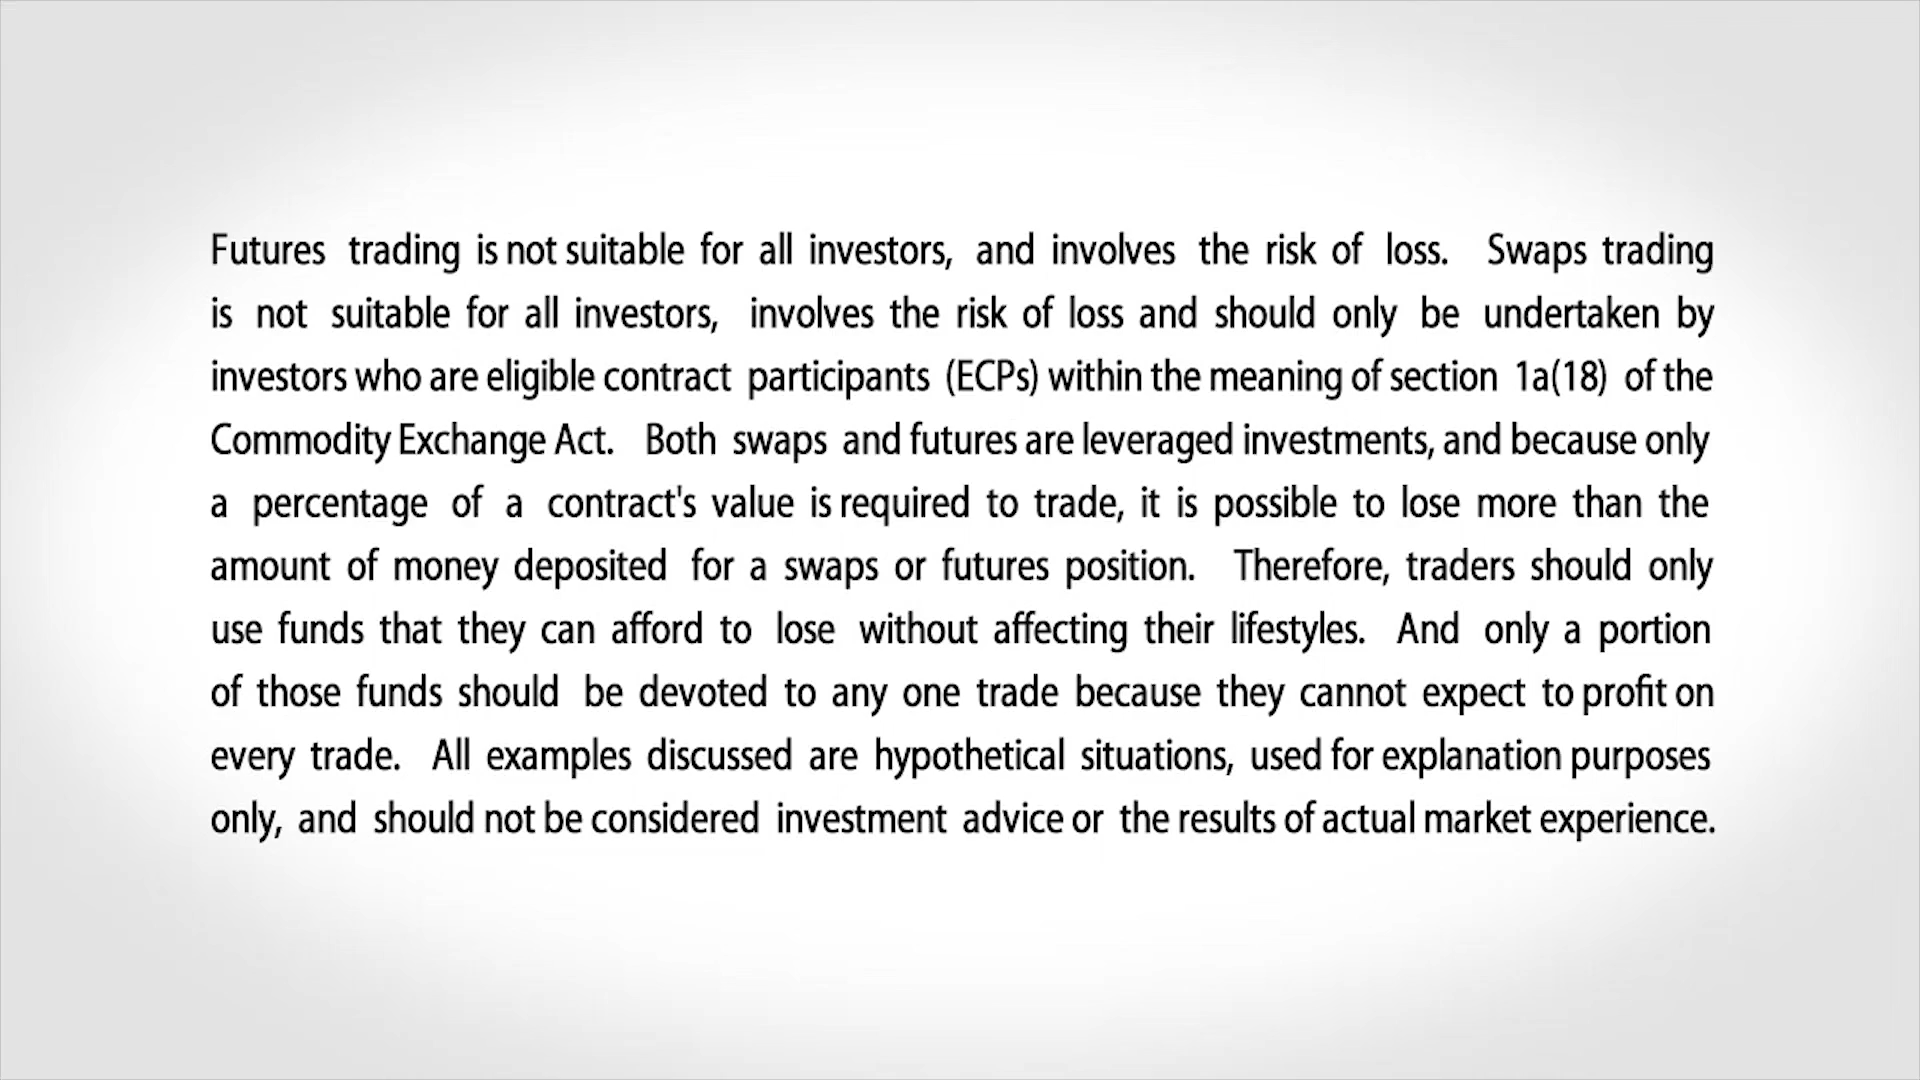 Futures trading is not suitable for all investors, and involves the risk of loss. Swaps trading
is not suitable for all investors, involves the risk of loss and should only be undertaken by
investors who are eligible contract participants (ECPs) within the meaning of section 1a(18) of the
Commodity Exchange Act. Both swaps and futures are leveraged investments, and because only
a percentage of a contract's value is required to trade, it is possible to lose more than the
amount of money deposited for a swaps or futures position. Therefore, traders should only
use funds that they can afford to lose without affecting their lifestyles. And only a portion
of those funds should be devoted to any one trade because they cannot expect to profit on
every trade. All examples discussed are hypothetical situations, used for explanation purposes
only, and should not be considered investment advice or the results of actual market experience.